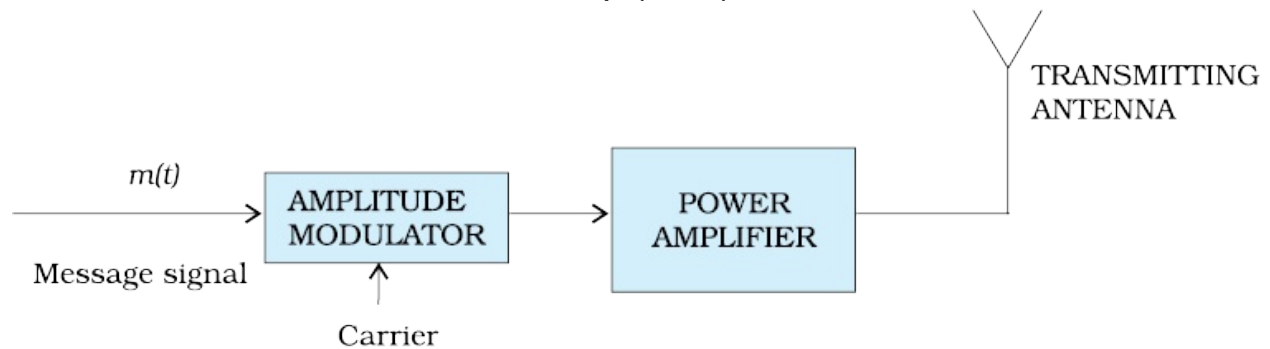 TRANSMITTING
ANTENNA
m(t)
AMPLITUDE
MODULATOR
POWER
AMPLIFIER
Message signal
Carrier